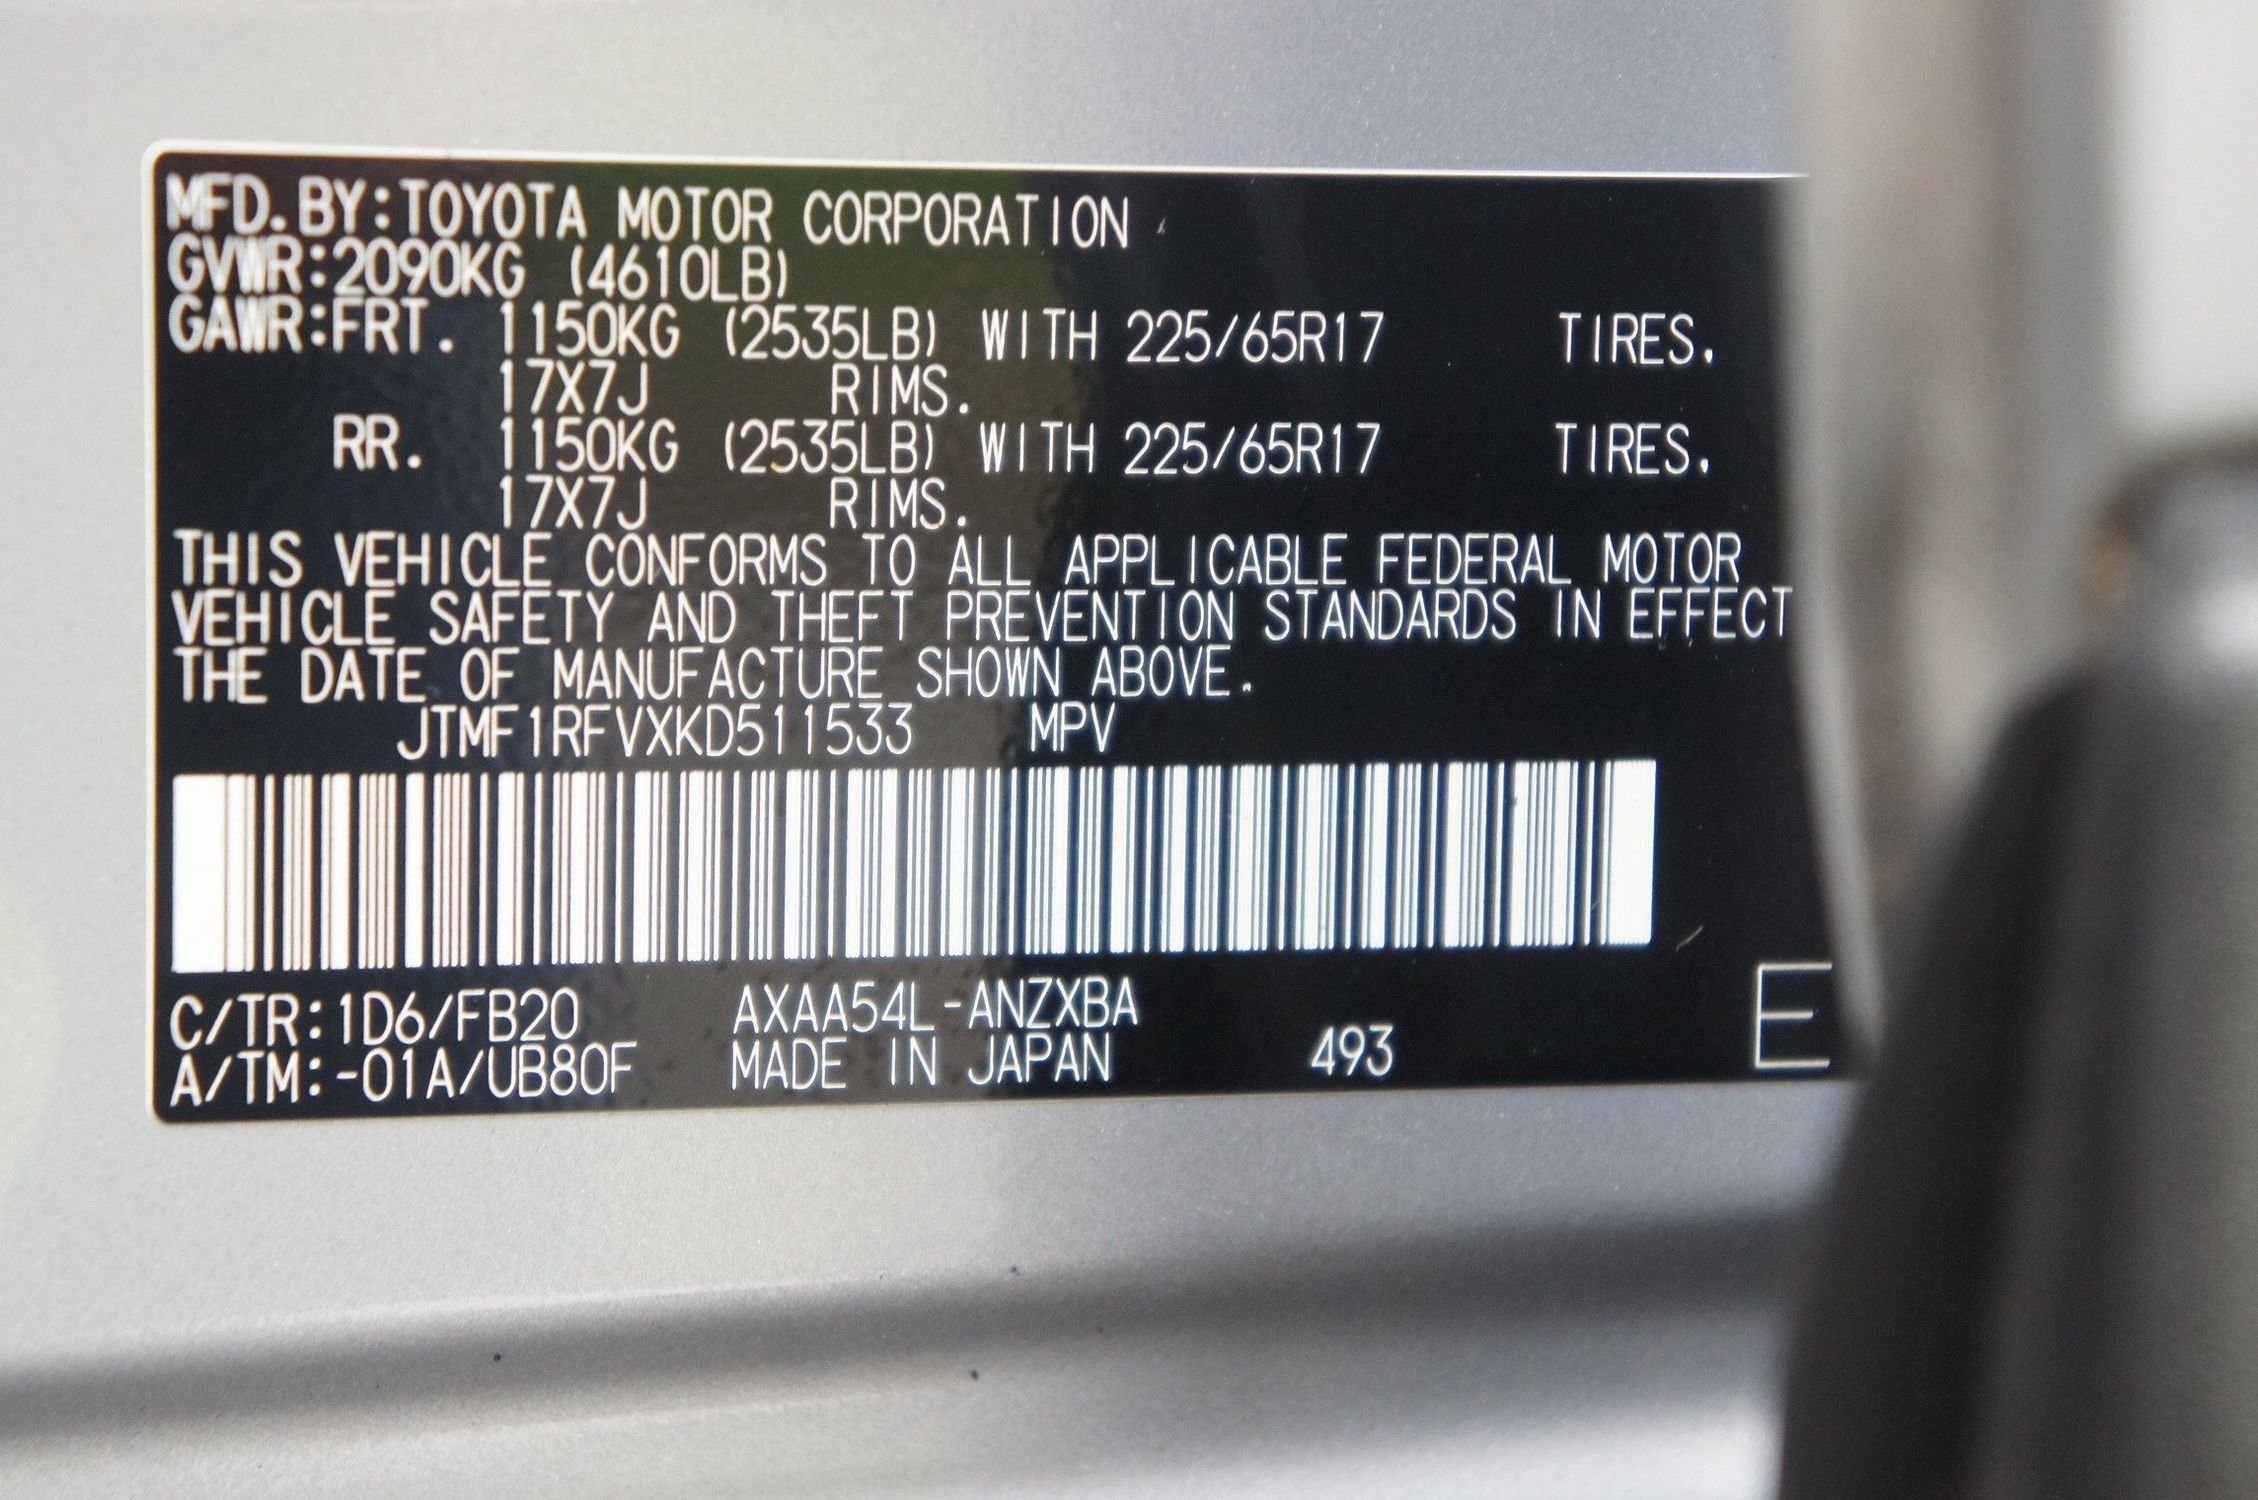 MFD.BY:TOYOTA MOTOR CORPORATION
GVWR:2090KG (4610LB)
GAWR:FRT. 1150KG (2535LB) WITH 225/65R17 TIRES.
17X7J RIMS.
RR. 1150KG (2535LB) WITH 225/65R17 TIRES.
17X7J RIMS.
THIS VEHICLE CONFORMS TO ALL APPLICABLE FEDERAL MOTOR
VEHICLE SAFETY AND THEFT PREVENTION STANDARDS IN EFFECT
THE DATE OF MANUFACTURE SHOWN ABOVE.
JTMF1RFVXKD511533 MPV
C/TR:1D6/FB20 AXAA54L-ANZXBA
A/TM:-01A/UB80F MADE IN JAPAN 493
E